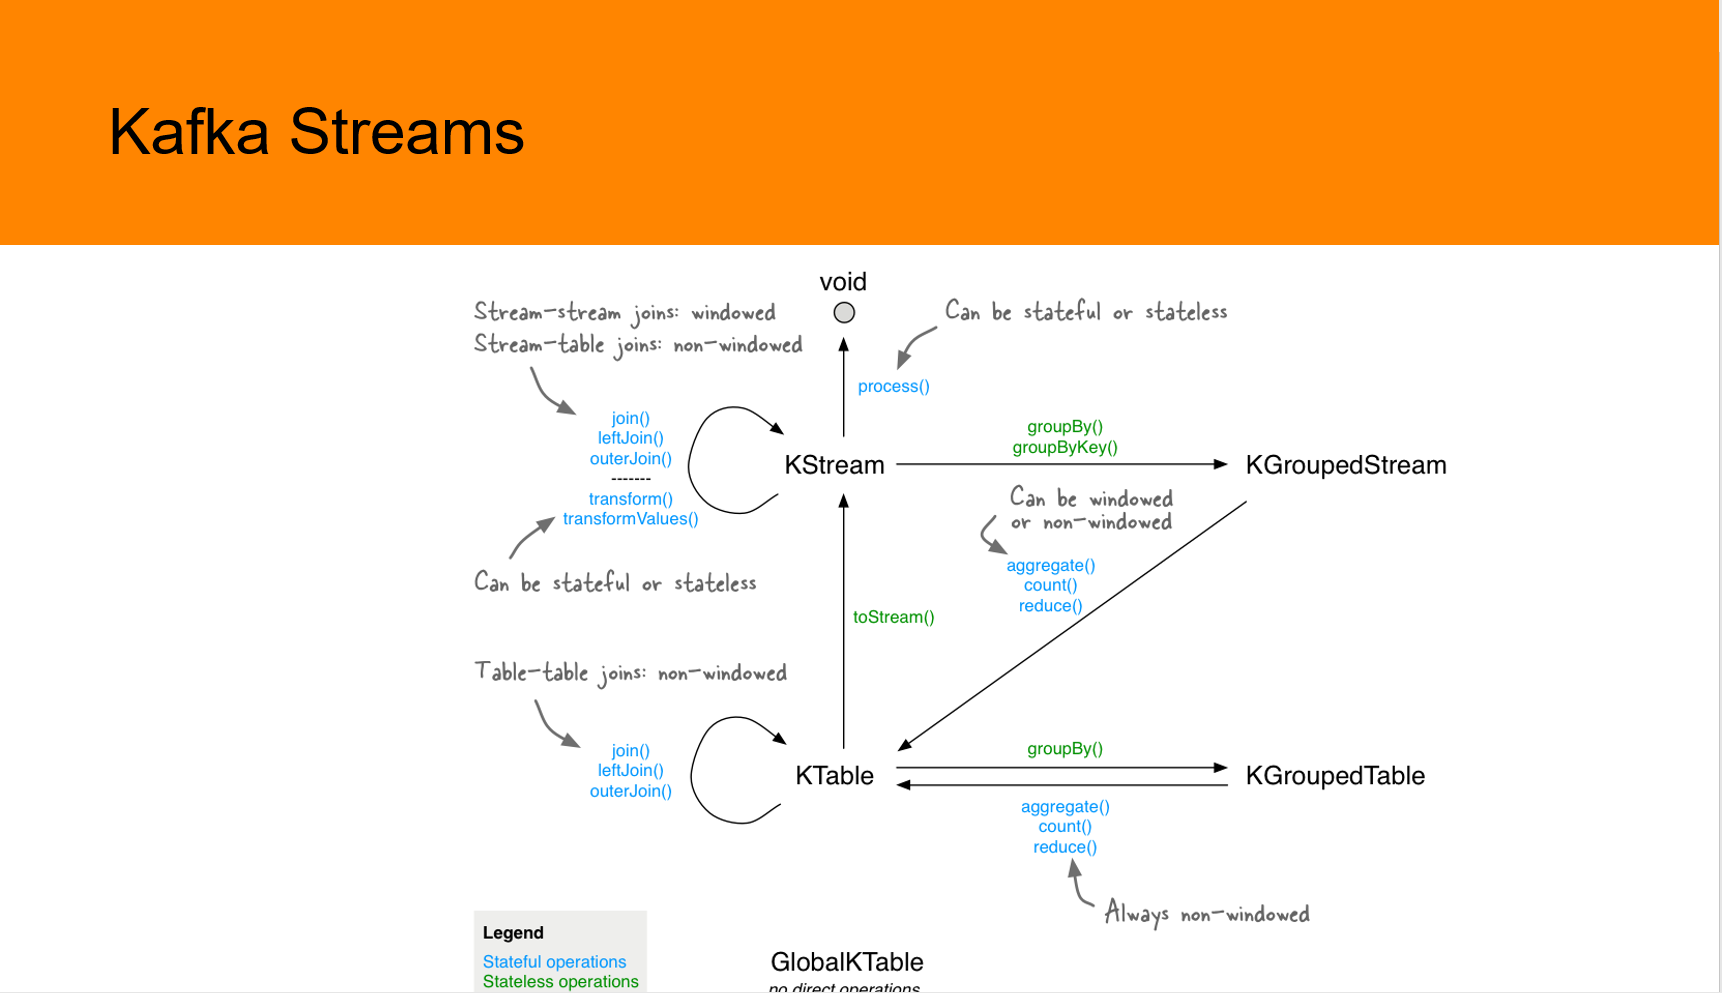 Kafka Streams
void
Stream-stream joins: windowed
Stream-table joins: non-windowed
Can be stateful or stateless
process()
join()
leftJoin()
outerJoin()
-------
transform()
transformValues()
KStream
groupBy()
groupByKey()
KGroupedStream
Can be windowed
or non-windowed
aggregate()
count()
reduce()
Can be stateful or stateless
toStream()
Table-table joins: non-windowed
join()
leftJoin()
outerJoin()
KTable
groupBy()
KGroupedTable
aggregate()
count()
reduce()
Always non-windowed
Legend
Stateful operations
Stateless operations
GlobalKTable
no direct operations